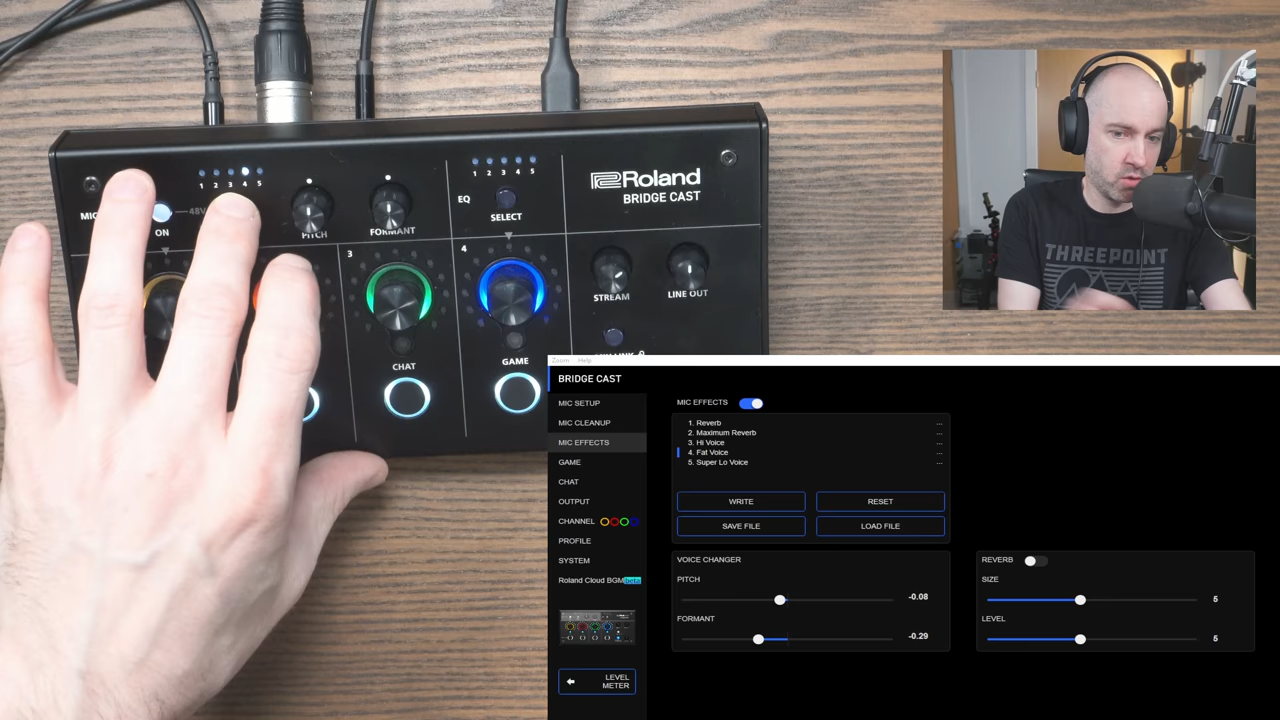 1 2 3 4 5
1 2 3 4 5
Roland
BRIDGE CAST
EQ
SELECT
48V
ON
PITCH
FORMANT
3
4
STREAM
LINE OUT
CHAT
GAME
THREEPOINT
Zoom Help
BRIDGE CAST
MIC SETUP
MIC CLEANUP
MIC EFFECTS
GAME
CHAT
OUTPUT
CHANNEL
PROFILE
SYSTEM
Roland Cloud BGM beta
LEVEL
METER
MIC EFFECTS
1. Reverb ...
2. Maximum Reverb ...
3. Hi Voice ...
4. Fat Voice ...
5. Super Lo Voice ...
WRITE RESET
SAVE FILE LOAD FILE
VOICE CHANGER
PITCH
-0.08
FORMANT
-0.29
REVERB
SIZE
5
LEVEL
5